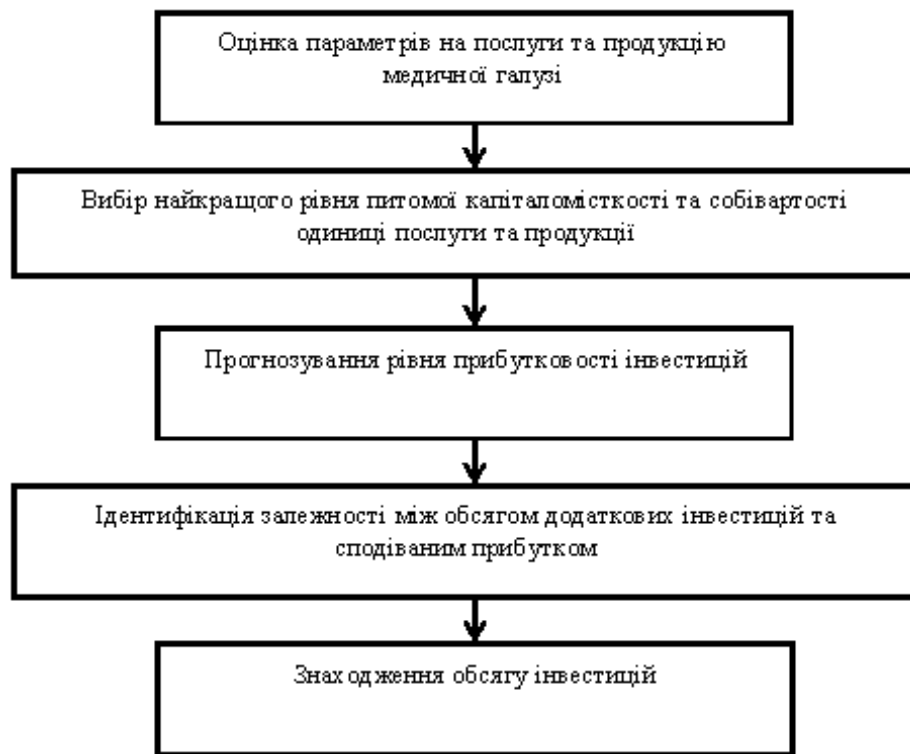 Оцінка параметрів на послуги та продукцію
медичної галузі
Вибір найкращого рівня питомої капіталомісткості та собівартості
одиниці послуги та продукції
Прогнозування рівня прибутковості інвестицій
Ідентифікація залежності між обсягом додаткових інвестицій та
сподіваним прибутком
Знаходження обсягу інвестицій